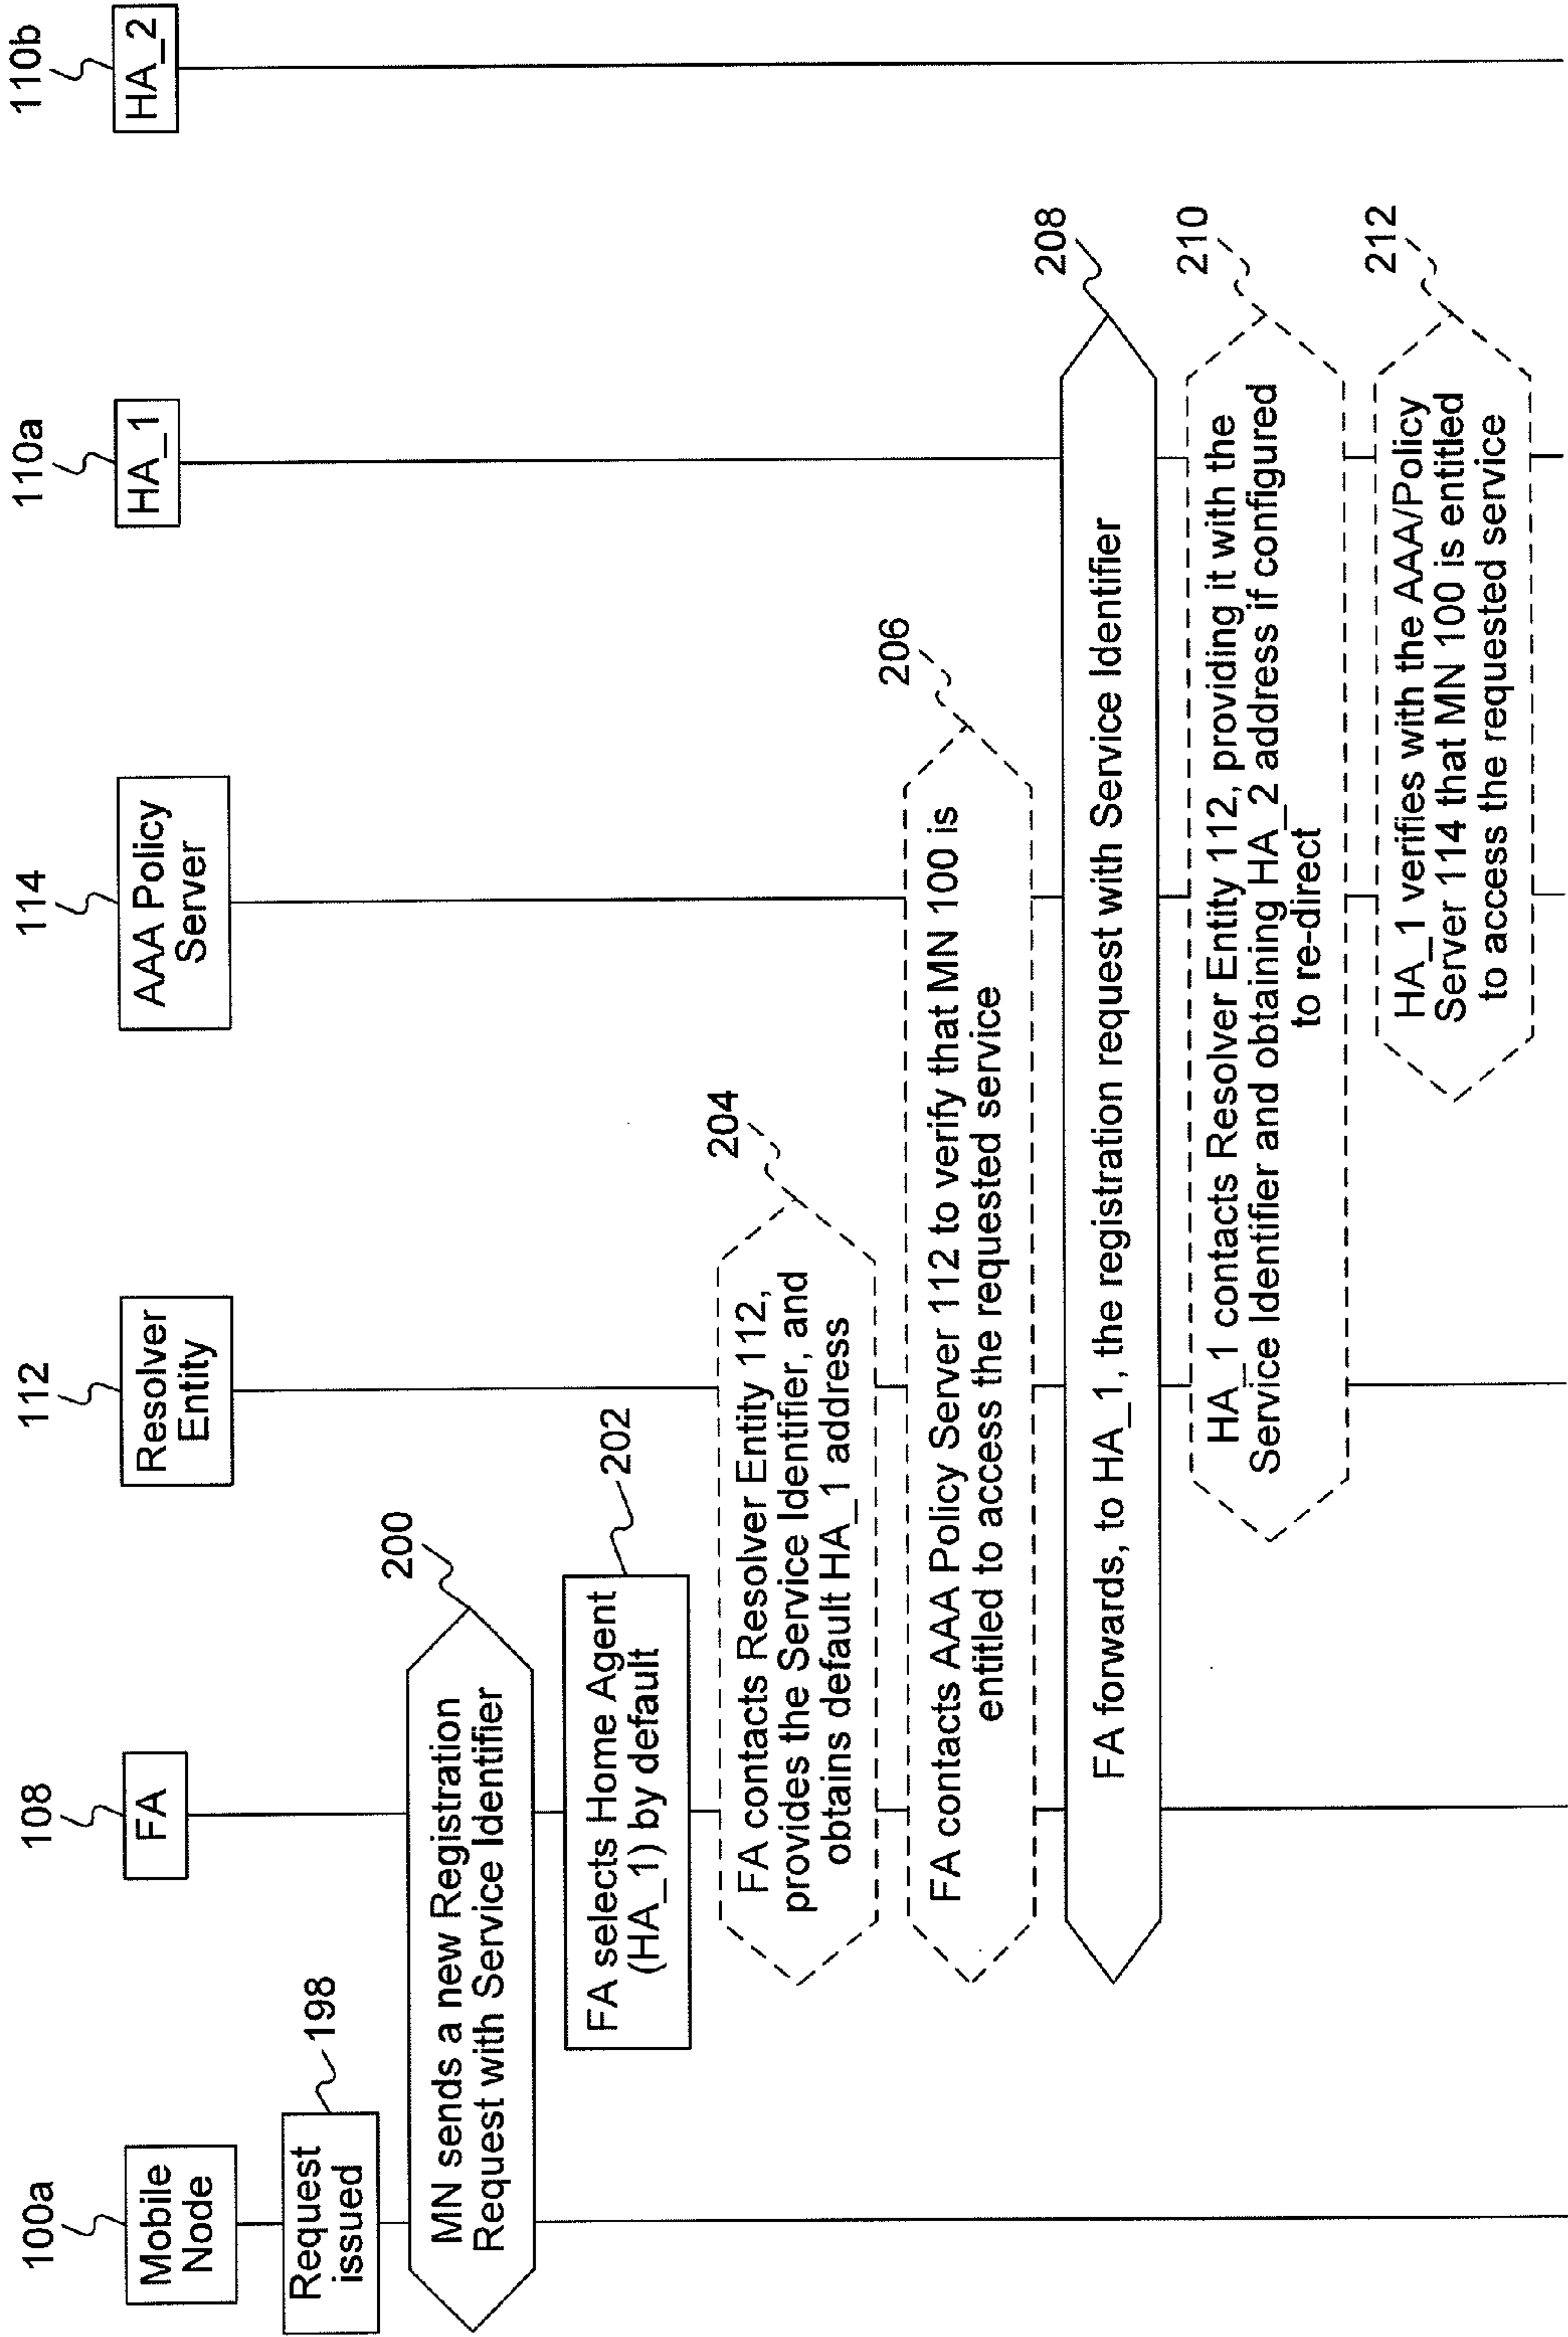 100a
108
112
114
110a
110b
Mobile
Node
FA
Resolver
Entity
AAA Policy
Server
HA_1
HA_2
Request
issued
198
MN sends a new Registration
Request with Service Identifier
200
FA selects Home Agent
(HA_1) by default
202
FA contacts Resolver Entity 112,
provides the Service Identifier, and
obtains default HA_1 address
204
FA contacts AAA Policy Server 112 to verify that MN 100 is
entitled to access the requested service
206
FA forwards, to HA_1, the registration request with Service Identifier
208
HA_1 contacts Resolver Entity 112, providing it with the
Service Identifier and obtaining HA_2 address if configured
to re-direct
210
HA_1 verifies with the AAA/Policy
Server 114 that MN 100 is entitled
to access the requested service
212